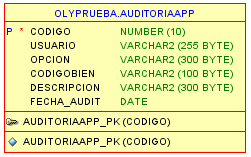 OLYPRUEBA.AUDITORIAAPP
P * CODIGO NUMBER (10)
USUARIO VARCHAR2 (255 BYTE)
OPCION VARCHAR2 (300 BYTE)
CODIGOBIEN VARCHAR2 (100 BYTE)
DESCRIPCION VARCHAR2 (300 BYTE)
FECHA_AUDIT DATE
AUDITORIAAPP_PK (CODIGO)
AUDITORIAAPP_PK (CODIGO)